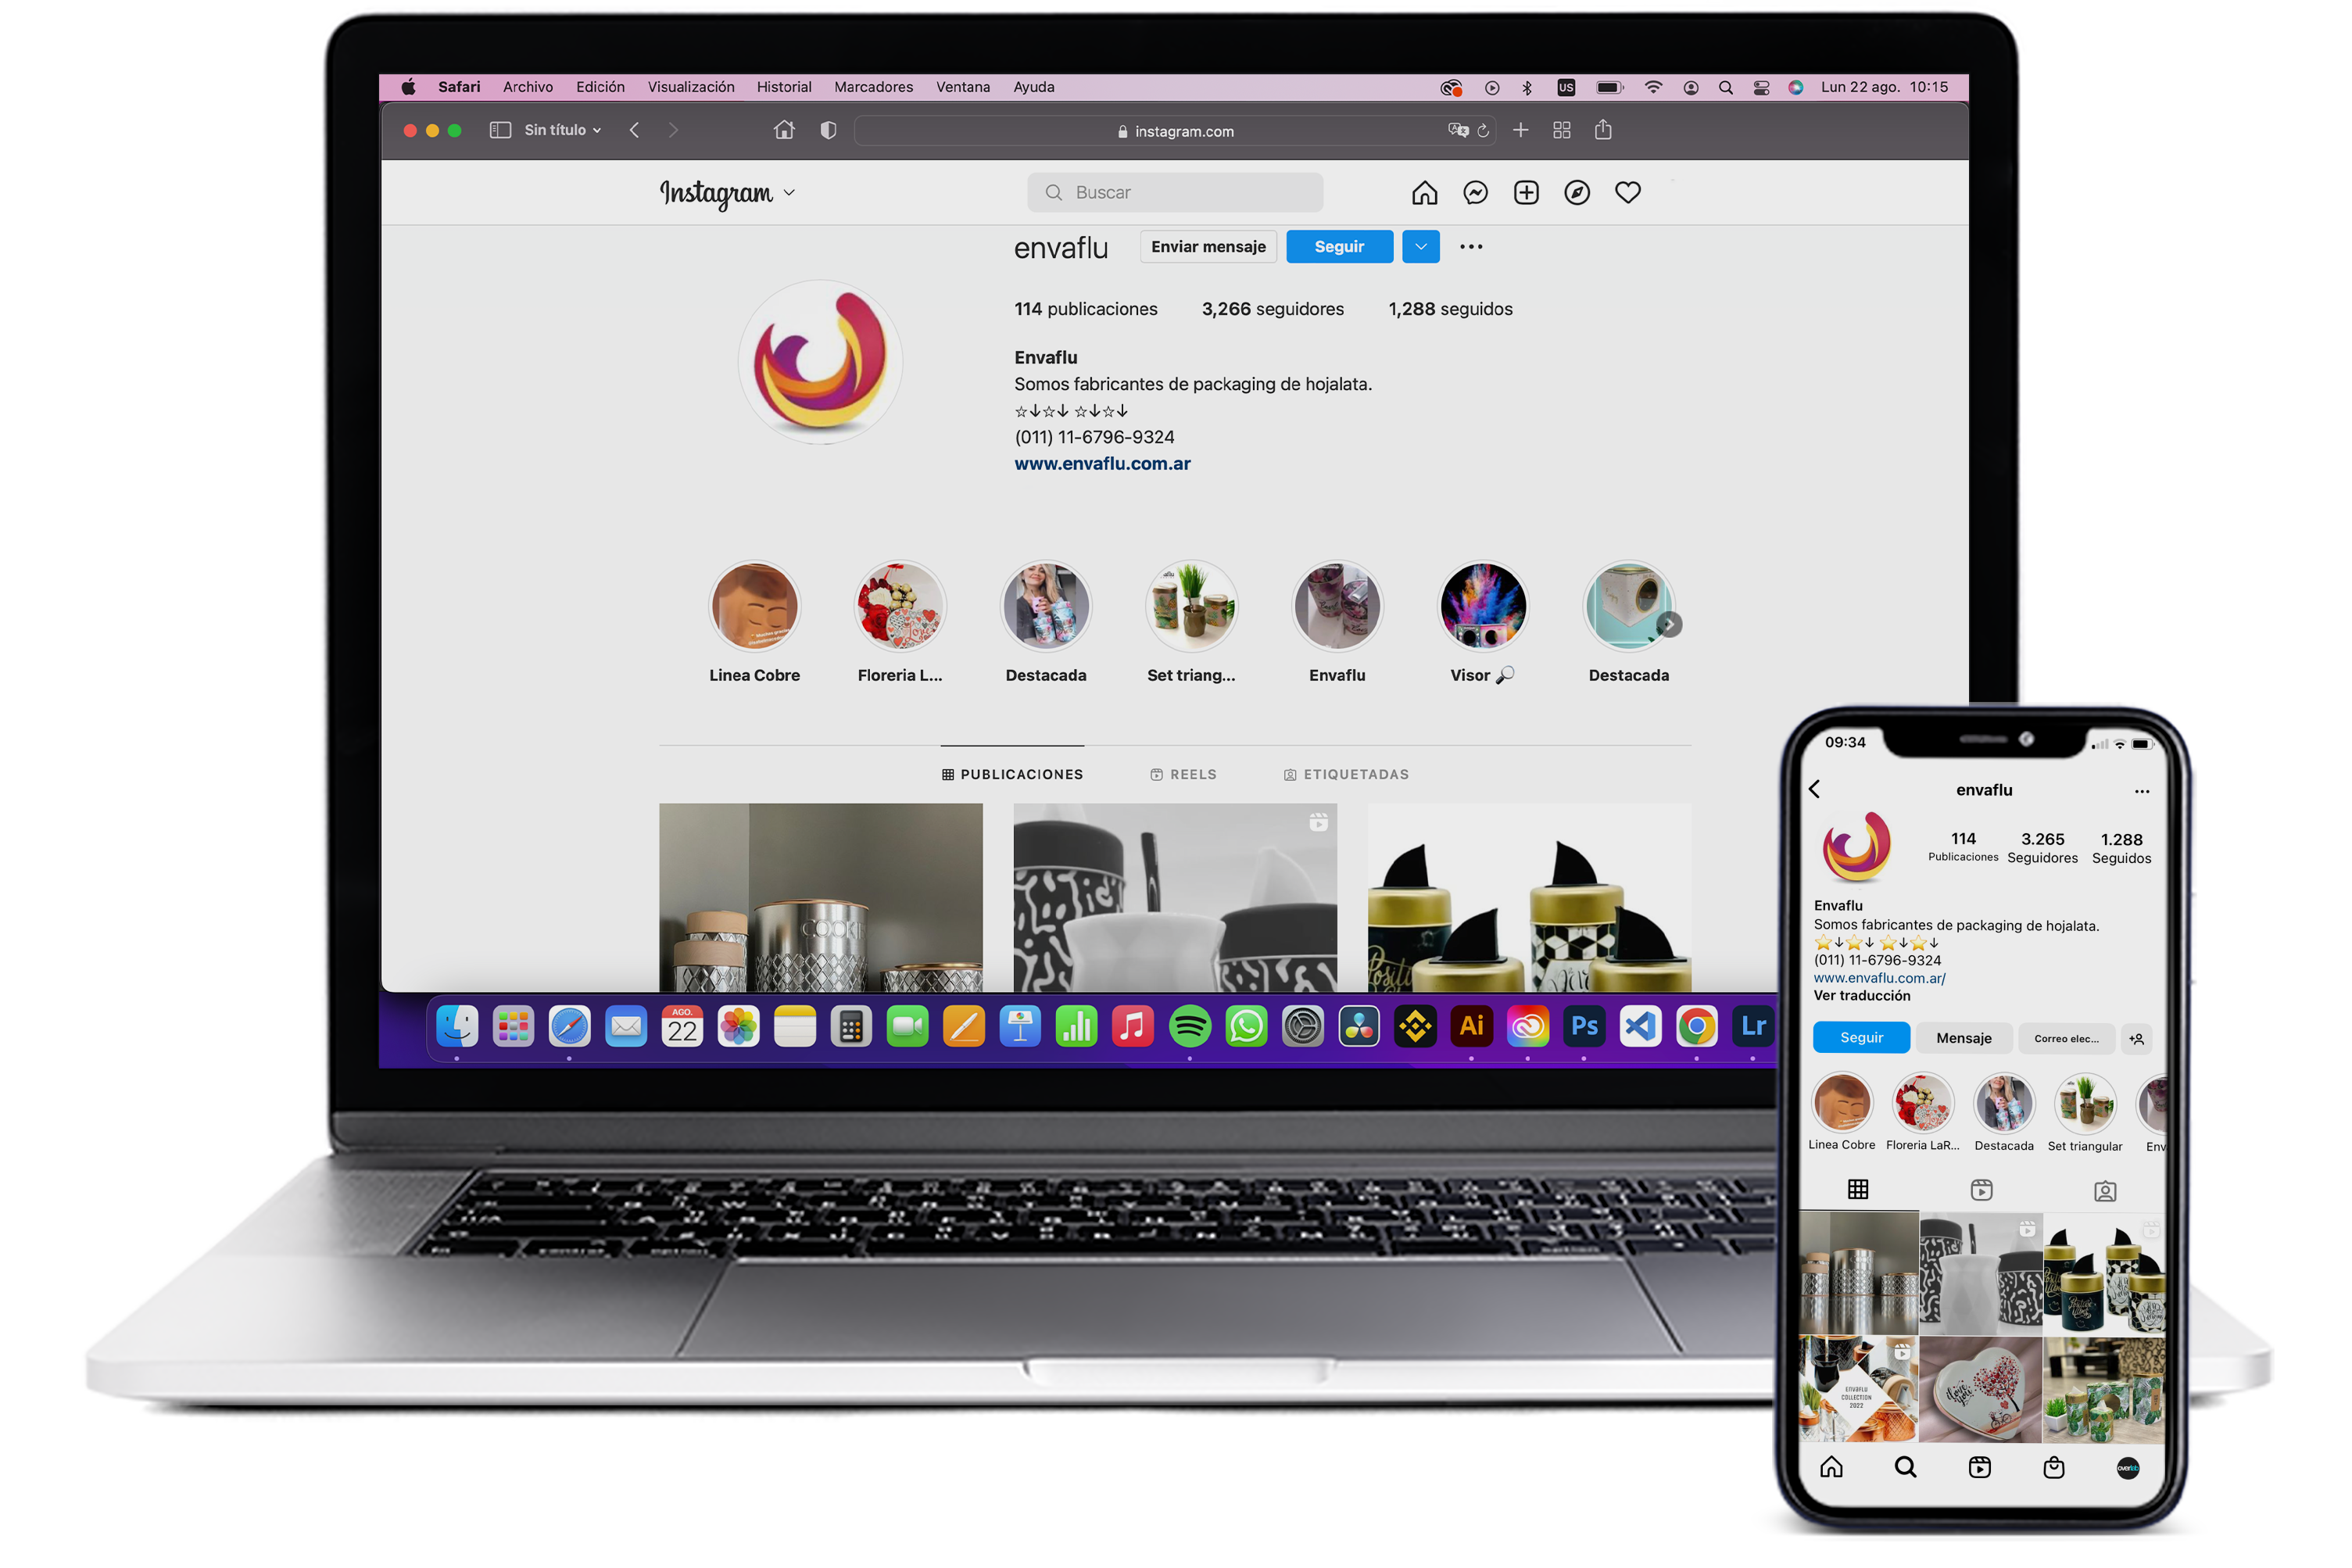 Safari Archivo Edición Visualización Historial Marcadores Ventana Ayuda US Lun 22 ago. 10:15
Sin título instagram.com
Instagram Buscar
envaflu Enviar mensaje Seguir
114 publicaciones 3,266 seguidores 1,288 seguidos
Envaflu
Somos fabricantes de packaging de hojalata.
☆↓☆↓ ☆↓☆↓
(011) 11-6796-9324
www.envaflu.com.ar
Linea Cobre Floreria L... Destacada Set triang... Envaflu Visor 🔎 Destacada
PUBLICACIONES REELS ETIQUETADAS
AGO.
22 Ai Ps Lr
09:34
envaflu
114 3.265 1.288
Publicaciones Seguidores Seguidos
Envaflu
Somos fabricantes de packaging de hojalata.
⭐↓⭐↓ ⭐↓⭐↓
(011) 11-6796-9324
www.envaflu.com.ar/
Ver traducción
Seguir Mensaje Correo elec...
Linea Cobre Floreria LaR... Destacada Set triangular Env
ENVAFLU
COLLECTION
2022